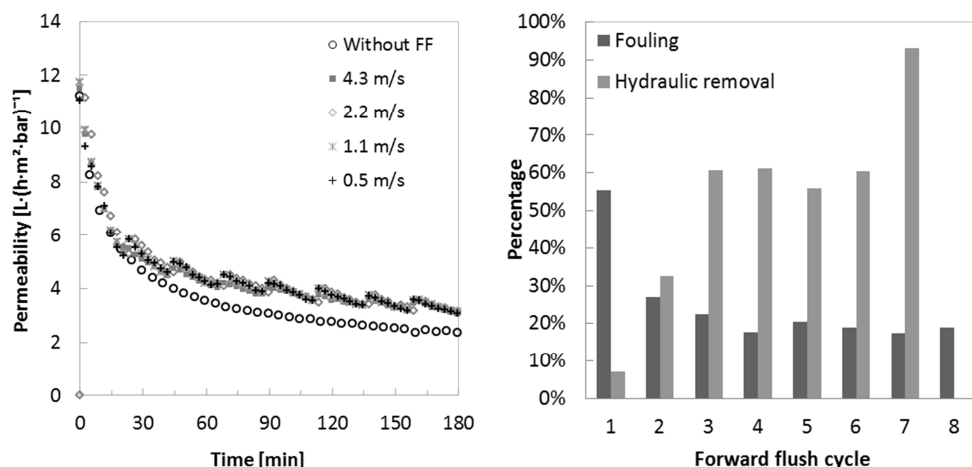 14
12
10
8
6
4
2
0
Permeability [L·(h·m²·bar)⁻¹
Without FF
4.3 m/s
2.2 m/s
1.1 m/s
0.5 m/s
0 30 60 90 120 150 180
Time [min]
100%
90%
80%
70%
60%
50%
40%
30%
20%
10%
0%
Percentage
Fouling
Hydraulic removal
1 2 3 4 5 6 7 8
Forward flush cycle